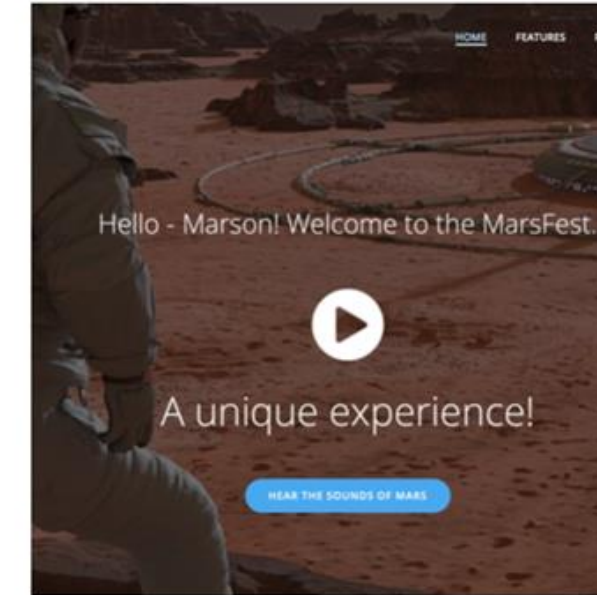 HOME FEATURES
Hello - Marson! Welcome to the MarsFest.
A unique experience!
HEAR THE SOUNDS OF MARS